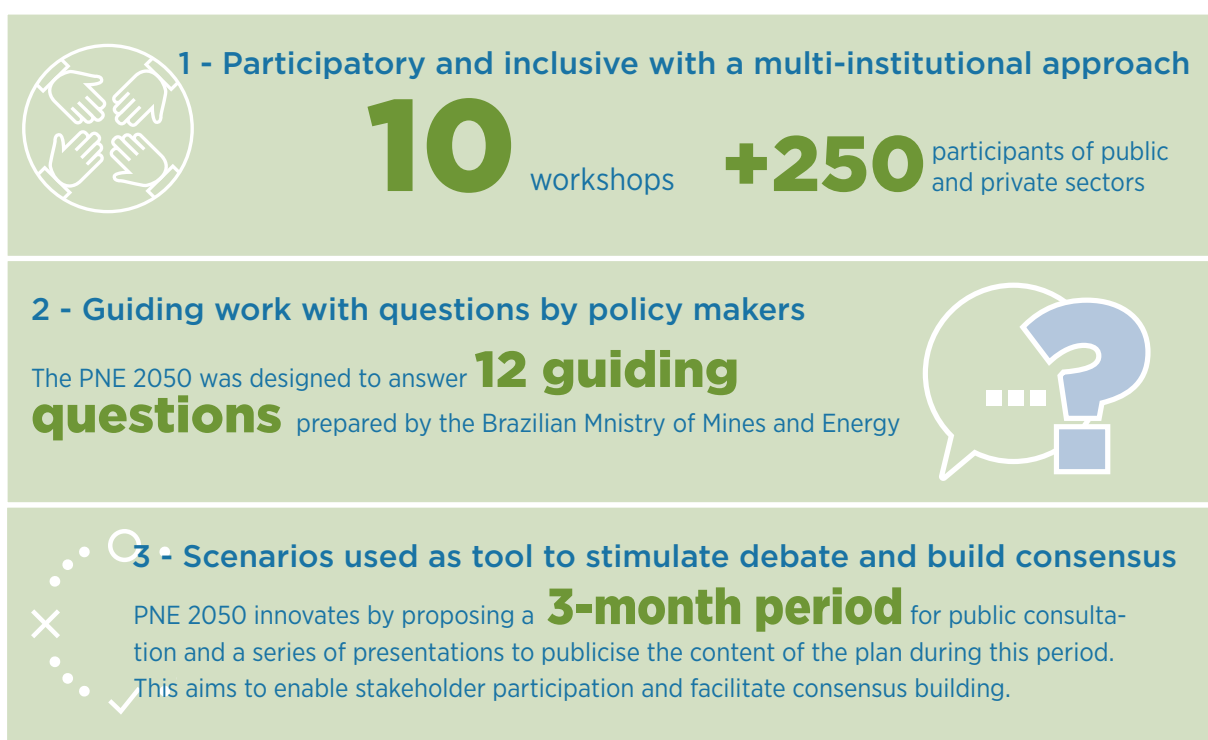 1 - Participatory and inclusive with a multi-institutional approach
10 workshops +250 participants of public
and private sectors
2 - Guiding work with questions by policy makers
The PNE 2050 was designed to answer 12 guiding
questions prepared by the Brazilian Mnistry of Mines and Energy
3 - Scenarios used as tool to stimulate debate and build consensus
PNE 2050 innovates by proposing a 3-month period for public consulta-
tion and a series of presentations to publicise the content of the plan during this period.
This aims to enable stakeholder participation and facilitate consensus building.